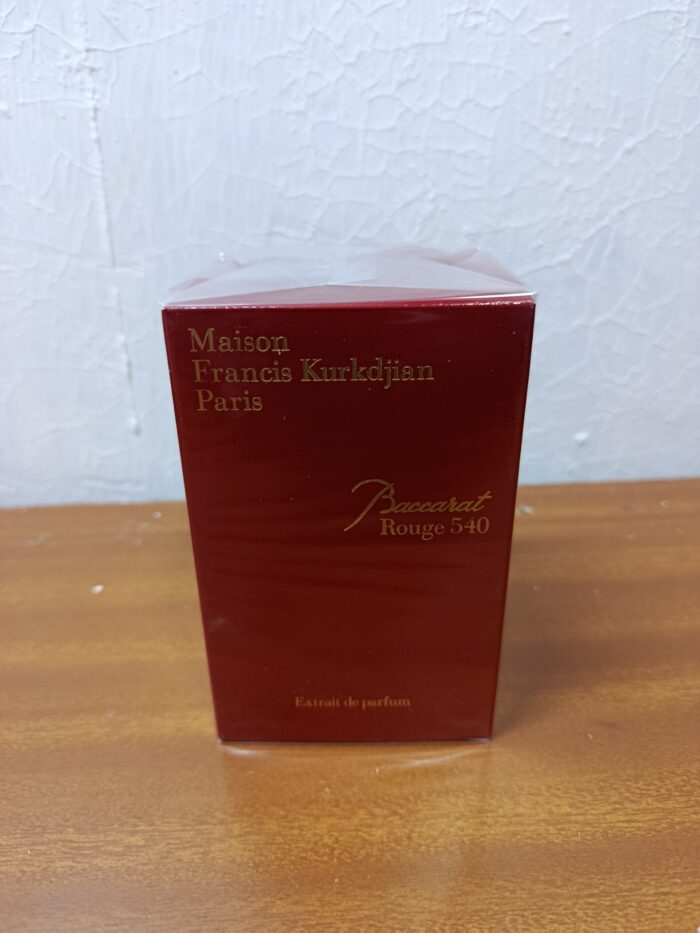 Maison
Francis Kurkdjian
Paris
Baccarat
Rouge 540
Extrait de parfum